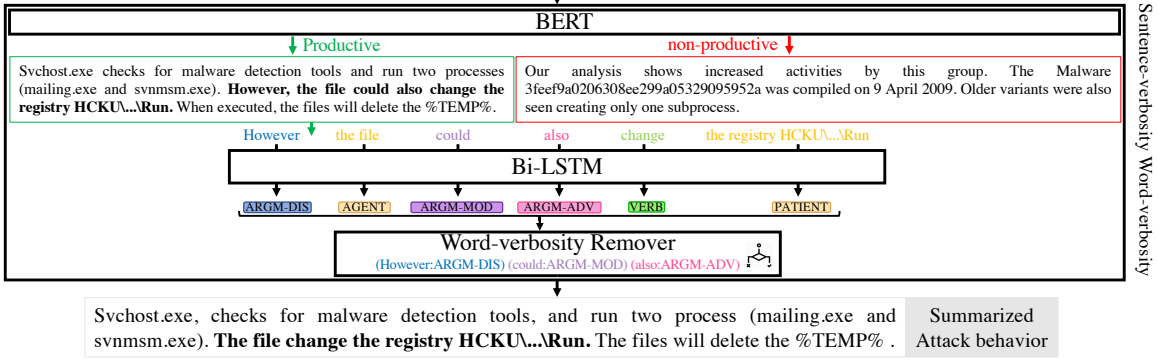 BERT
Productive
non-productive
Svchost.exe checks for malware detection tools and run two processes
(mailing.exe and svnmsm.exe). However, the file could also change the
registry HCKU\...\Run. When executed, the files will delete the %TEMP%.
Our analysis shows increased activities by this group. The Malware
3feef9a0206308ee299a05329095952a was compiled on 9 April 2009. Older variants were also
seen creating only one subprocess.
However the file could also change the registry HCKU\...\Run
Bi-LSTM
ARGM-DIS AGENT ARGM-MOD ARGM-ADV VERB PATIENT
Word-verbosity Remover
(However:ARGM-DIS) (could:ARGM-MOD) (also:ARGM-ADV)
Sentence-verbosity Word-verbosity
Svchost.exe, checks for malware detection tools, and run two process (mailing.exe and
svnmsm.exe). The file change the registry HCKU\...\Run. The files will delete the %TEMP% .
Summarized
Attack behavior